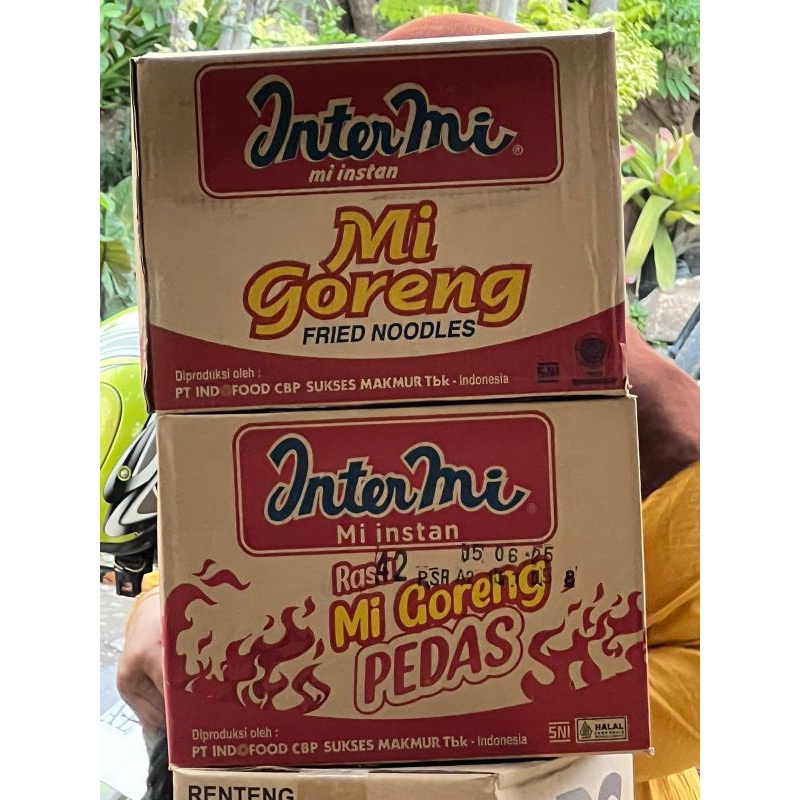 InterMi®
mi instan
Mi
Goreng
FRIED NOODLES
Diproduksi oleh :
PT INDOFOOD CBP SUKSES MAKMUR Tbk - Indonesia
SNI
InterMi®
Mi instan
42 05 06 25
Rasa
PSR
Mi Goreng
PEDAS
Diproduksi oleh :
PT INDOFOOD CBP SUKSES MAKMUR Tbk - Indonesia
SNI
HALAL
INDONESIA
RENTENG